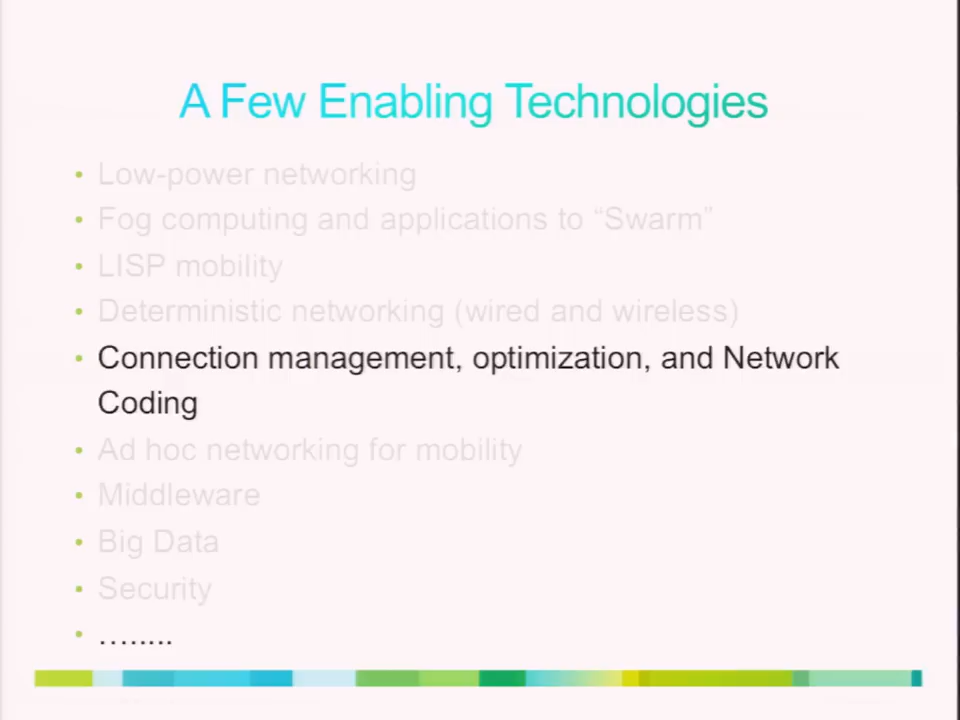 A Few Enabling Technologies
• Low-power networking
• Fog computing and applications to “Swarm”
• LISP mobility
• Deterministic networking (wired and wireless)
• Connection management, optimization, and Network
Coding
• Ad hoc networking for mobility
• Middleware
• Big Data
• Security
• ….....